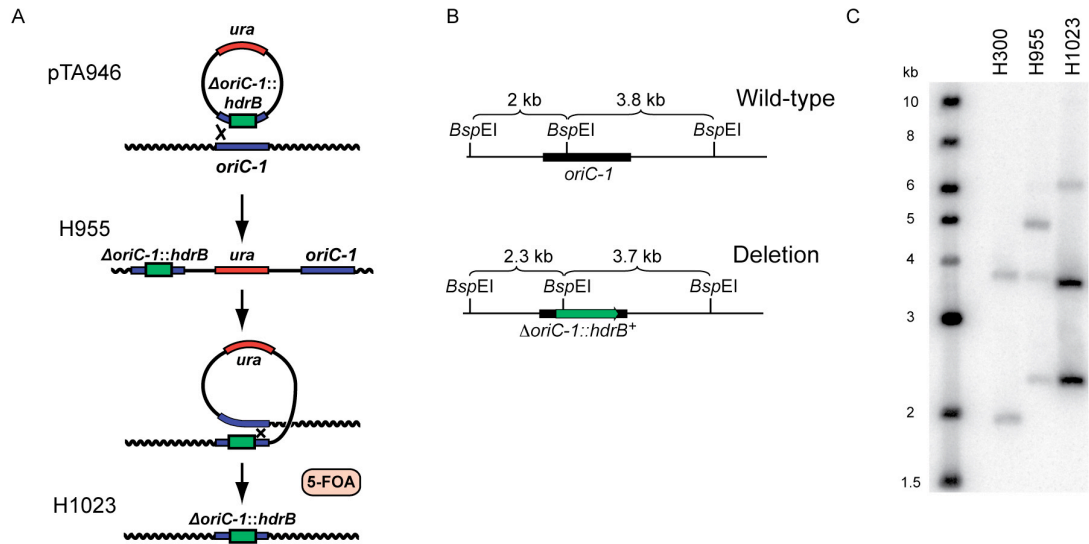 A
ura
pTA946
ΔoriC-1::
hdrB
oriC-1
H955
ΔoriC-1::hdrB
ura
oriC-1
ura
5-FOA
H1023
ΔoriC-1::hdrB
B
2 kb
3.8 kb
Wild-type
BspEI
BspEI
BspEI
oriC-1
2.3 kb
3.7 kb
Deletion
BspEI
BspEI
BspEI
ΔoriC-1::hdrB+
C
H300
H955
H1023
kb
10
8
6
5
4
3
2
1.5